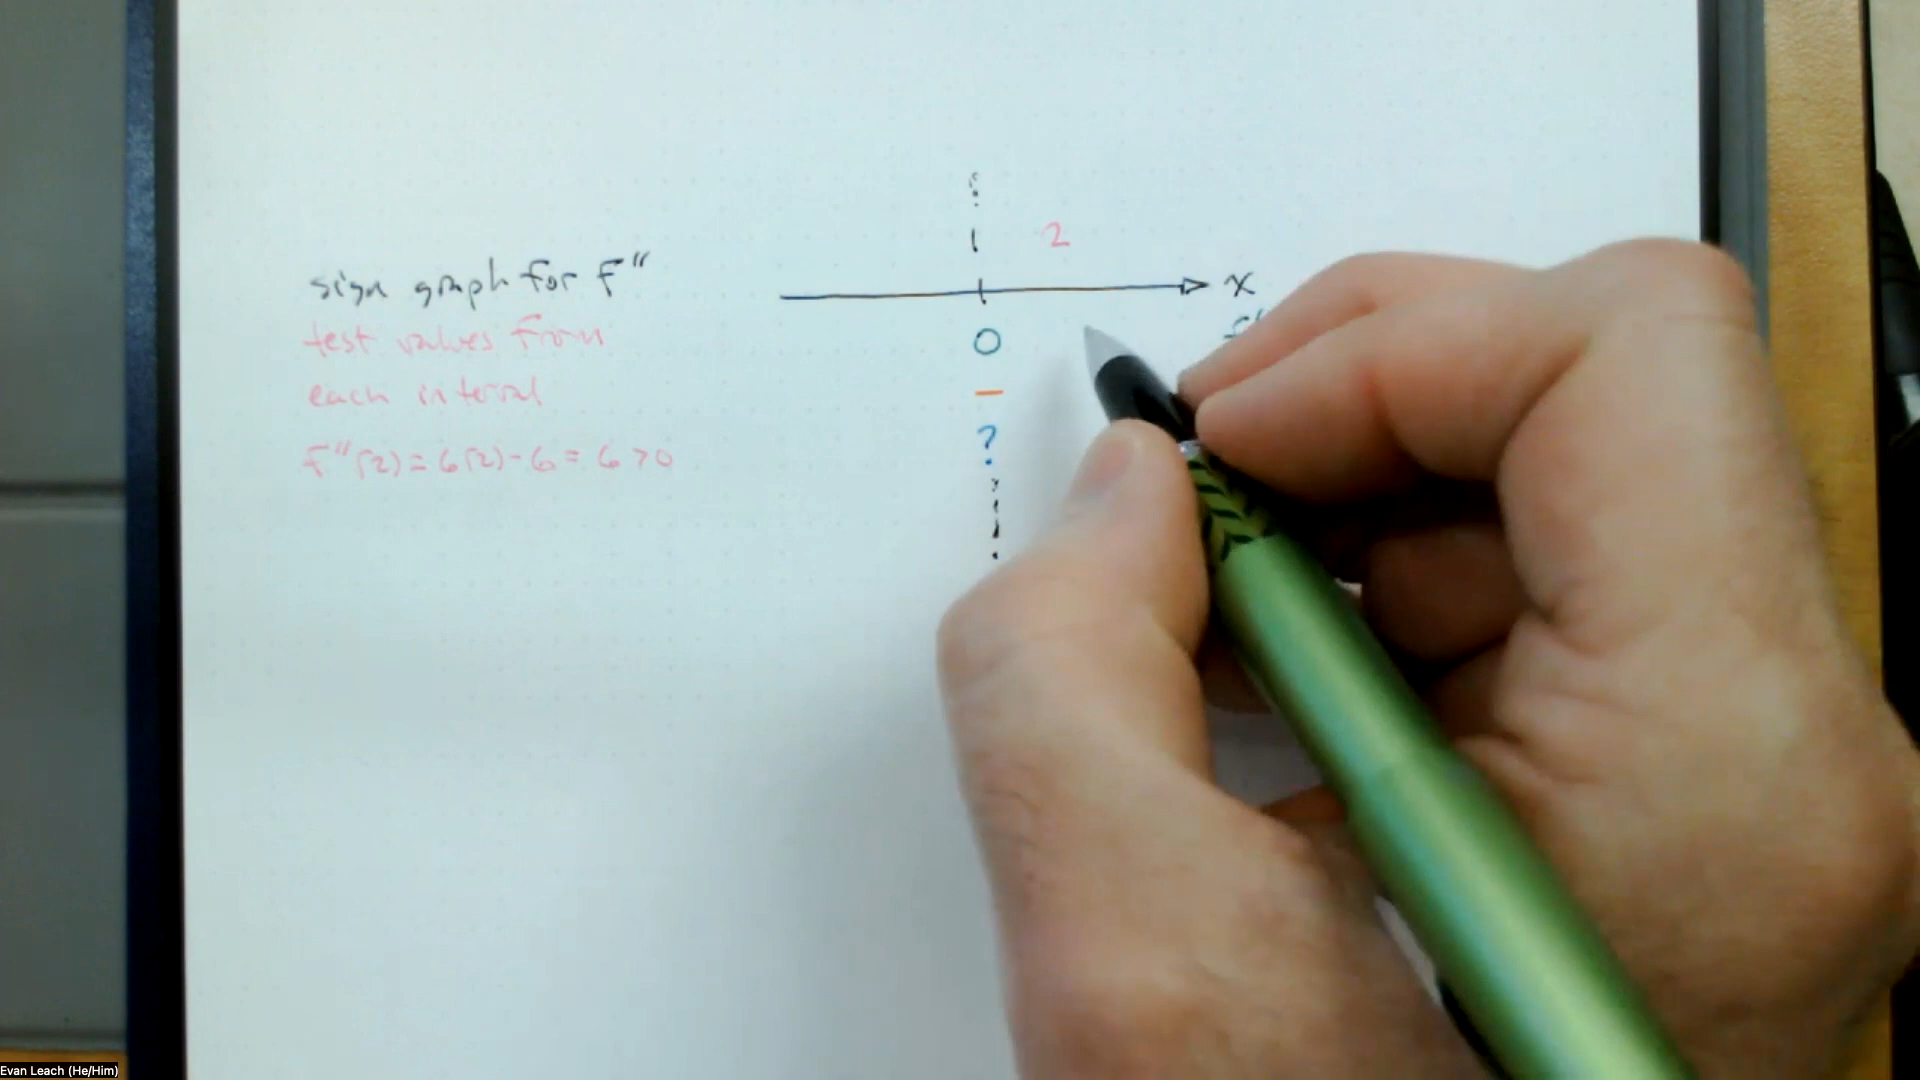 1 2
sign graph for f"
x
test values from
0
f"
each interval
—
f"(2) = 6(2) - 6 = 6 > 0
?
Evan Leach (He/Him)